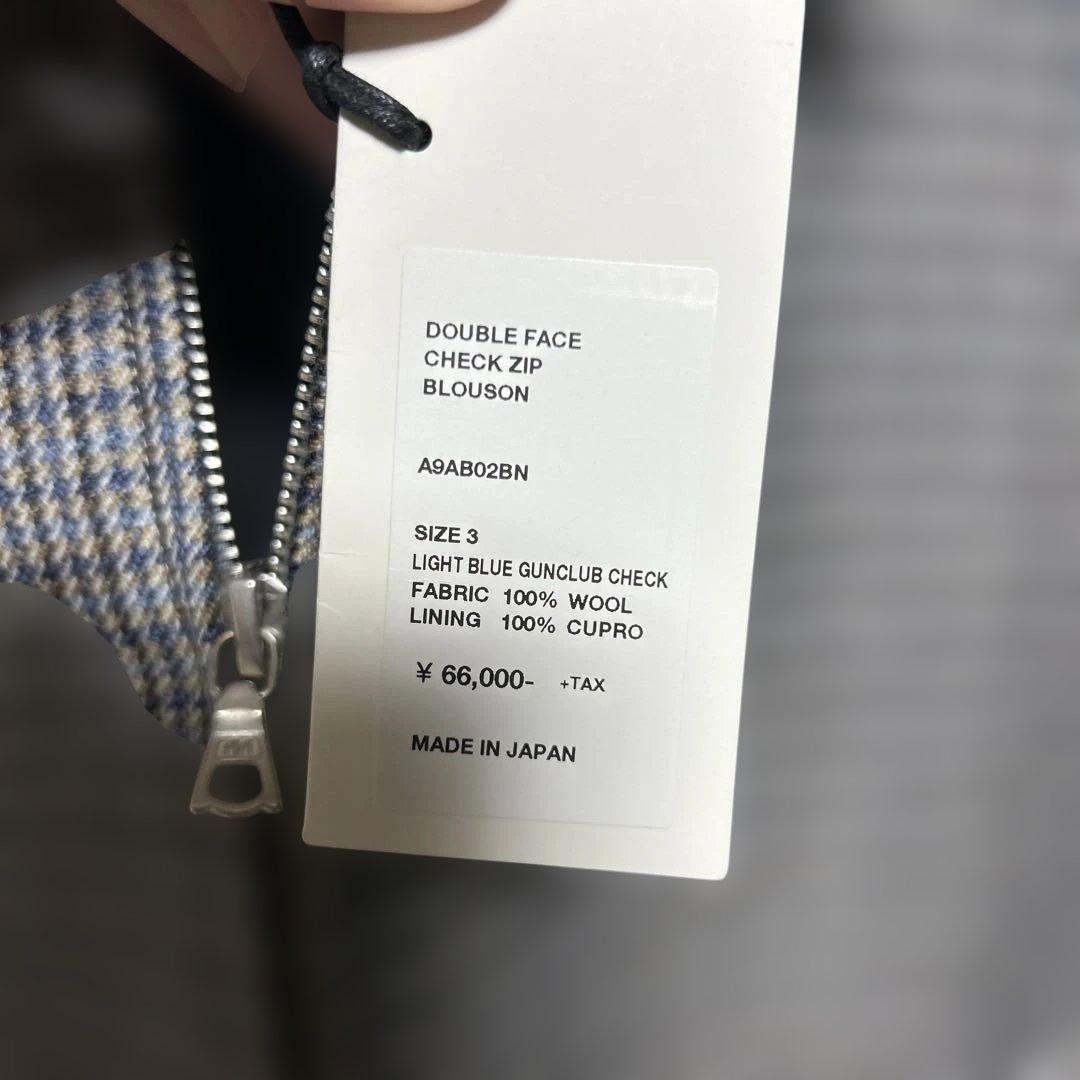 DOUBLE FACE
CHECK ZIP
BLOUSON
A9AB02BN
SIZE 3
LIGHT BLUE GUNCLUB CHECK
FABRIC 100% WOOL
LINING 100% CUPRO
¥ 66,000- +TAX
MADE IN JAPAN